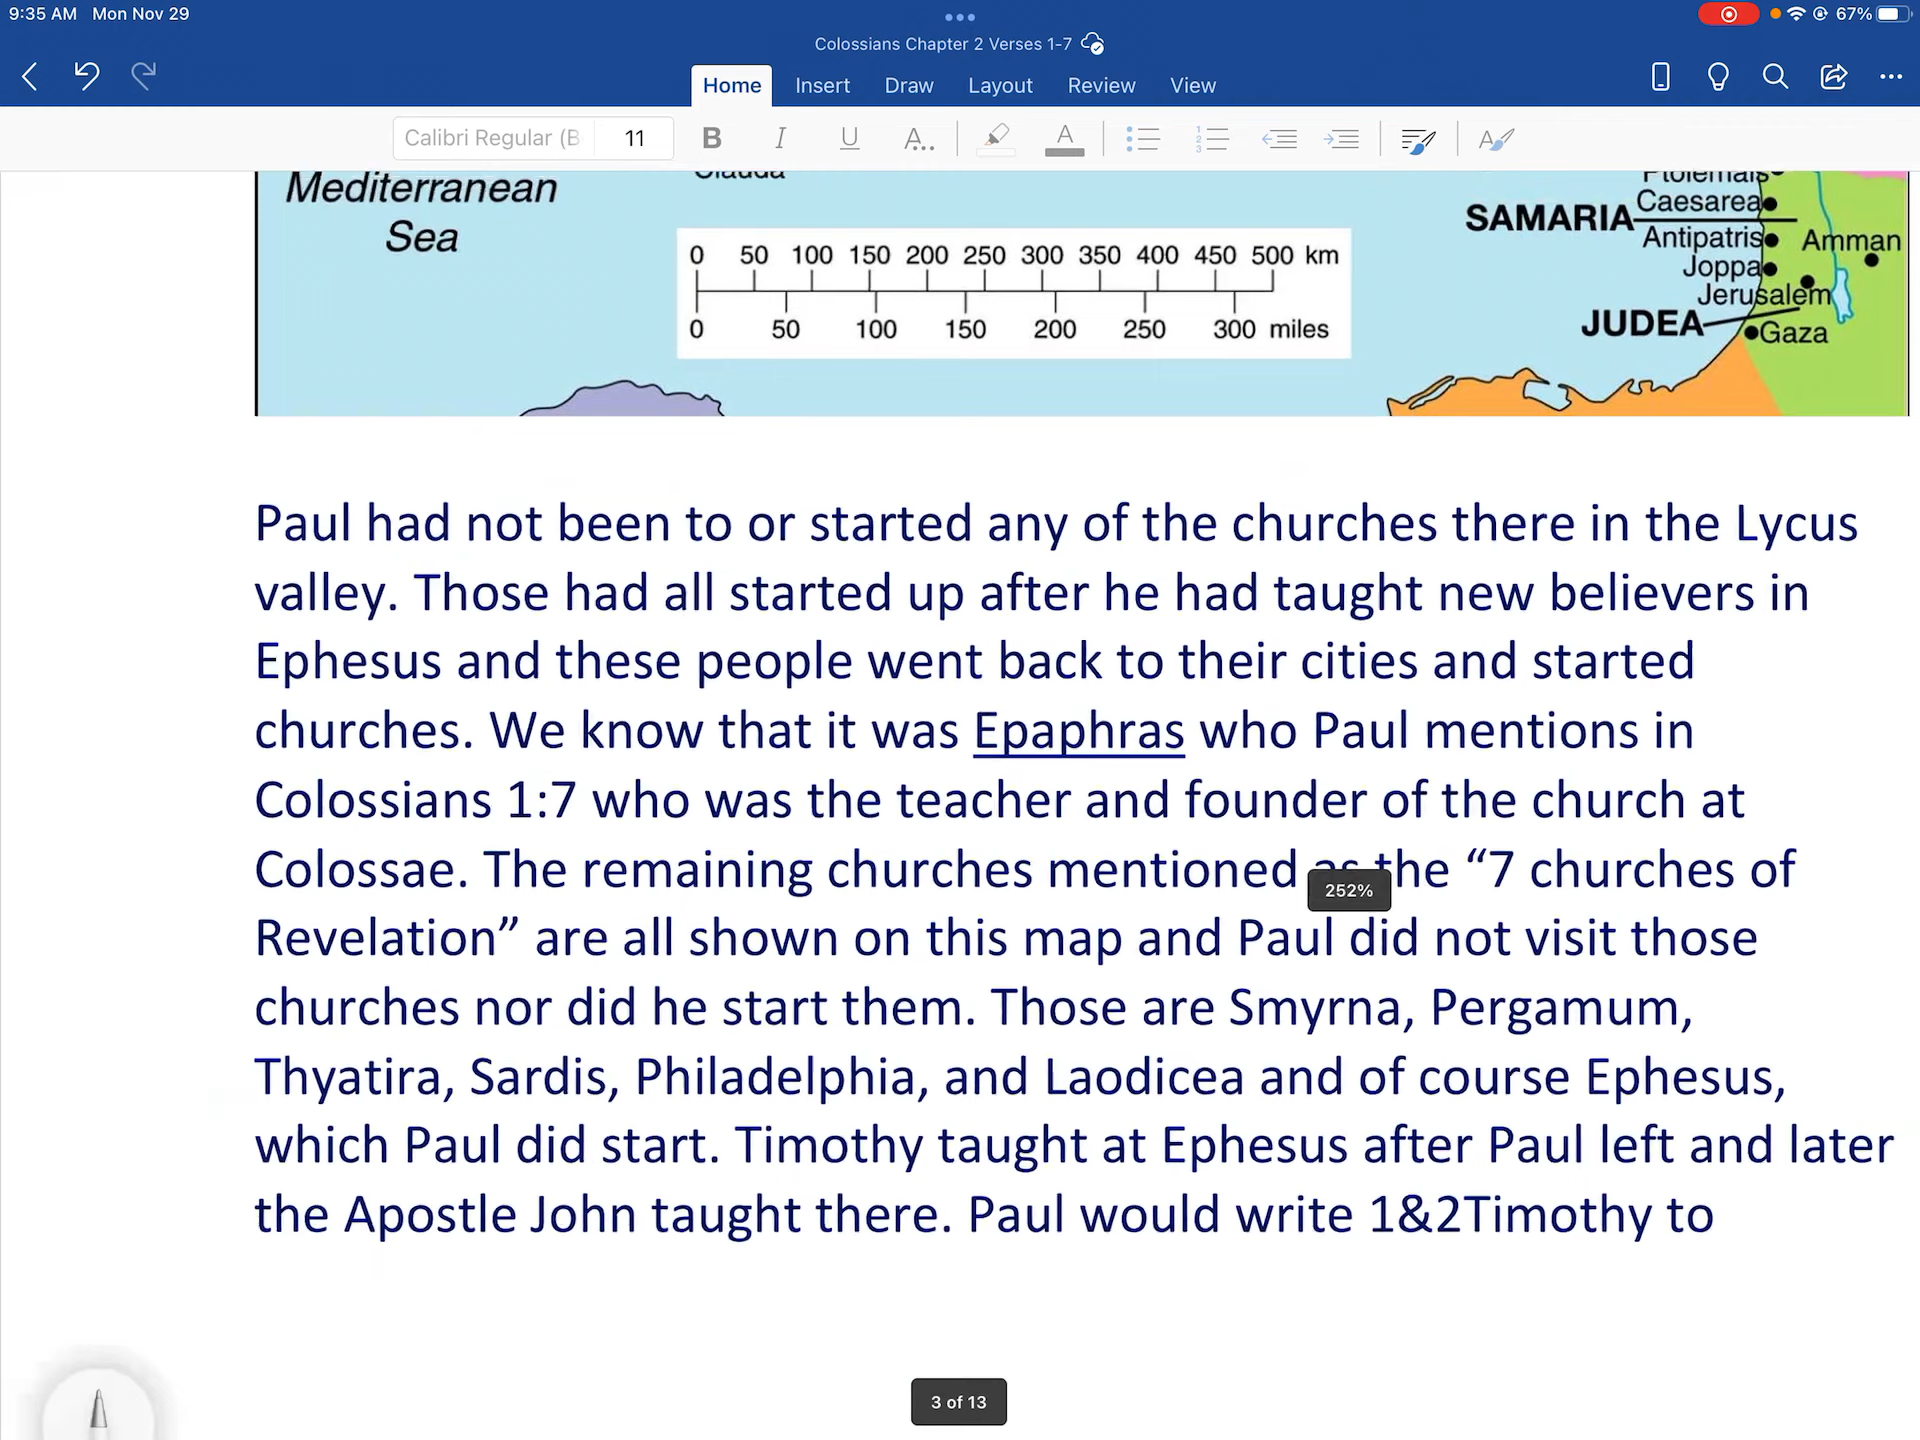 9:35 AM Mon Nov 29
67%
Colossians Chapter 2 Verses 1-7
Home Insert Draw Layout Review View
Calibri Regular (B 11 B I U A.. A
Mediterranean
Sea
Clauda
0 50 100 150 200 250 300 350 400 450 500 km
0 50 100 150 200 250 300 miles
Ptolemais
Caesarea
SAMARIA
Antipatris
Amman
Joppa
Jerusalem
JUDEA
Gaza
Paul had not been to or started any of the churches there in the Lycus
valley. Those had all started up after he had taught new believers in
Ephesus and these people went back to their cities and started
churches. We know that it was Epaphras who Paul mentions in
Colossians 1:7 who was the teacher and founder of the church at
Colossae. The remaining churches mentioned as the “7 churches of
252%
Revelation” are all shown on this map and Paul did not visit those
churches nor did he start them. Those are Smyrna, Pergamum,
Thyatira, Sardis, Philadelphia, and Laodicea and of course Ephesus,
which Paul did start. Timothy taught at Ephesus after Paul left and later
the Apostle John taught there. Paul would write 1&2Timothy to
3 of 13